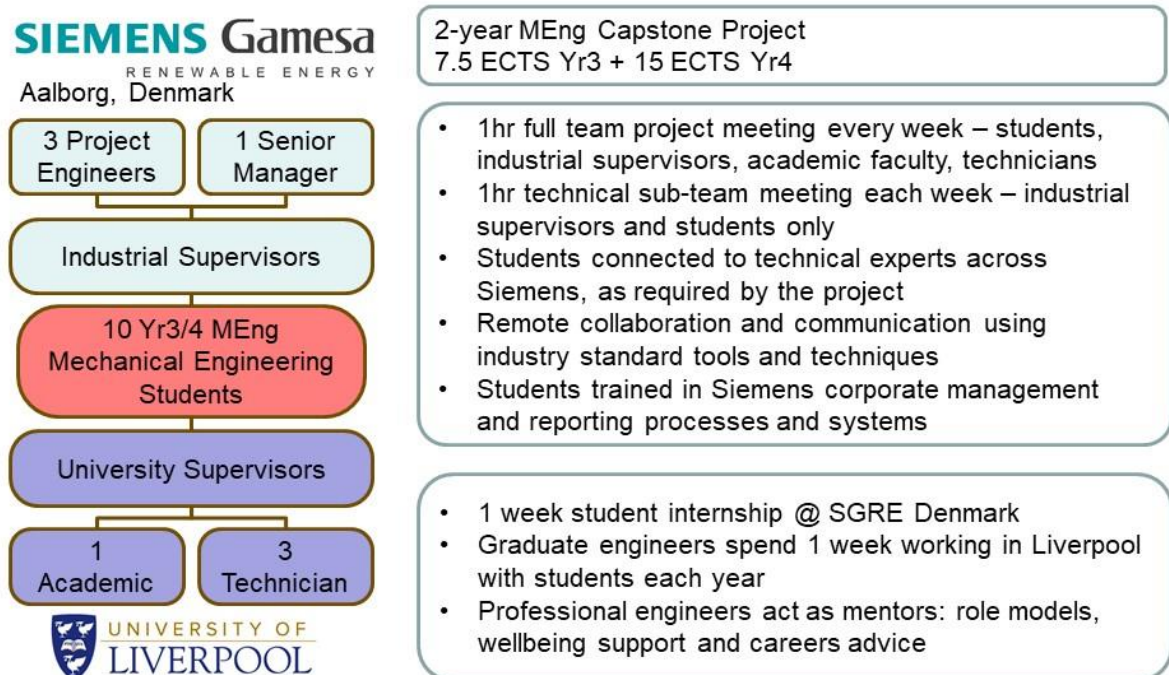 SIEMENS Gamesa
RENEWABLE ENERGY
Aalborg, Denmark
3 Project
Engineers
1 Senior
Manager
Industrial Supervisors
10 Yr3/4 MEng
Mechanical Engineering
Students
University Supervisors
1
Academic
3
Technician
UNIVERSITY OF
LIVERPOOL
2-year MEng Capstone Project
7.5 ECTS Yr3 + 15 ECTS Yr4
• 1hr full team project meeting every week – students,
industrial supervisors, academic faculty, technicians
• 1hr technical sub-team meeting each week – industrial
supervisors and students only
• Students connected to technical experts across
Siemens, as required by the project
• Remote collaboration and communication using
industry standard tools and techniques
• Students trained in Siemens corporate management
and reporting processes and systems
• 1 week student internship @ SGRE Denmark
• Graduate engineers spend 1 week working in Liverpool
with students each year
• Professional engineers act as mentors: role models,
wellbeing support and careers advice